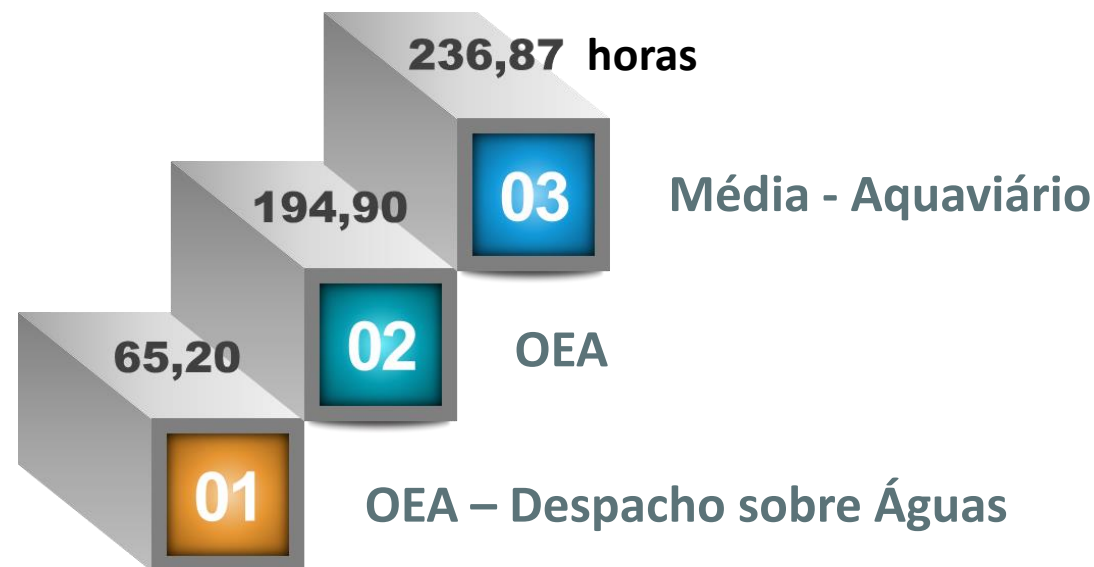 236,87 horas
03
Média - Aquaviário
194,90
02
OEA
65,20
01
OEA – Despacho sobre Águas